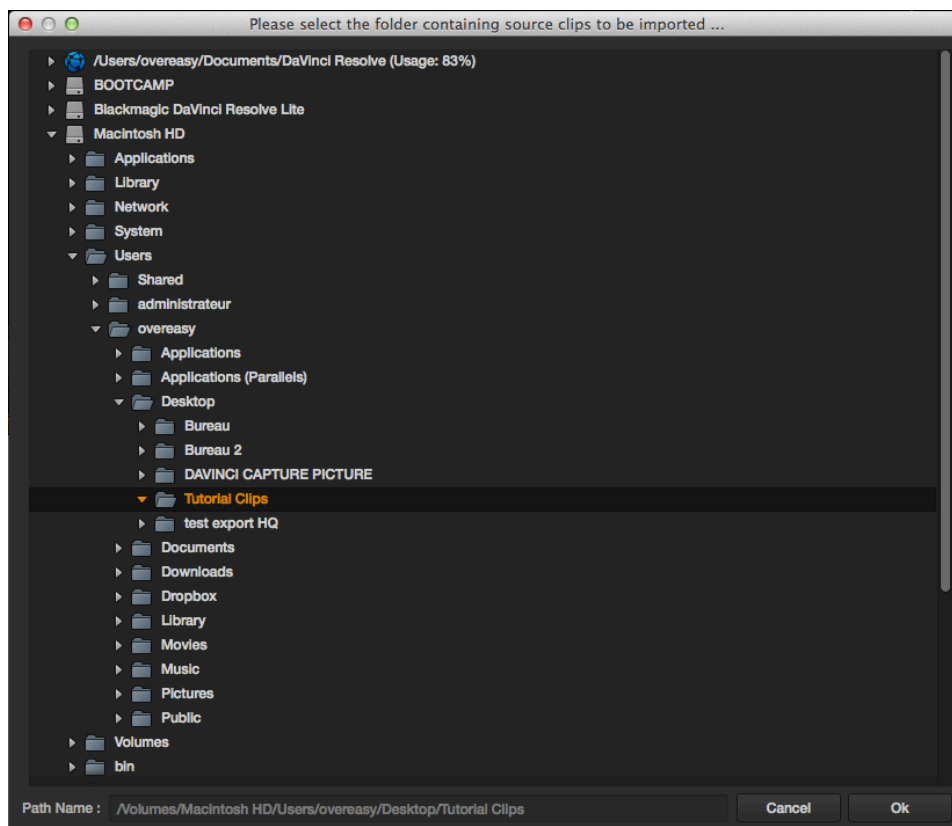 Please select the folder containing source clips to be imported ...
/Users/overeasy/Documents/DaVinci Resolve (Usage: 83%)
BOOTCAMP
Blackmagic DaVinci Resolve Lite
Macintosh HD
Applications
Library
Network
System
Users
Shared
administrateur
overeasy
Applications
Applications (Parallels)
Desktop
Bureau
Bureau 2
DAVINCI CAPTURE PICTURE
Tutorial Clips
test export HQ
Documents
Downloads
Dropbox
Library
Movies
Music
Pictures
Public
Volumes
bin
Path Name : /Volumes/Macintosh HD/Users/overeasy/Desktop/Tutorial Clips Cancel Ok